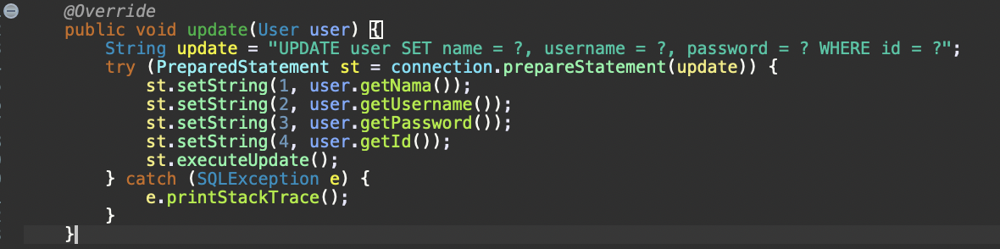 @Override
public void update(User user) {
String update = "UPDATE user SET name = ?, username = ?, password = ? WHERE id = ?";
try (PreparedStatement st = connection.prepareStatement(update)) {
st.setString(1, user.getNama());
st.setString(2, user.getUsername());
st.setString(3, user.getPassword());
st.setString(4, user.getId());
st.executeUpdate();
} catch (SQLException e) {
e.printStackTrace();
}
}